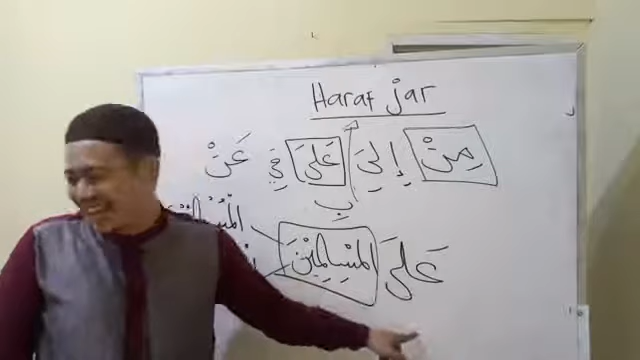 Haraf jar
مِنْ إِلَى عَلَى فِي عَنْ
بِ
عَلَى المْسِلِمِيْنَ